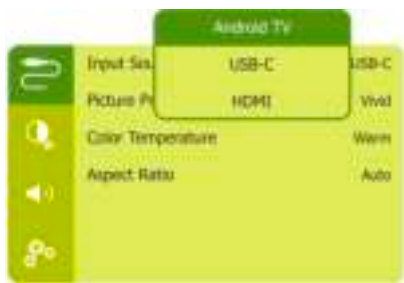 Android TV
USB-C
HDMI
Input Sou
USB-C
Picture Pr
Vivid
Color Temperature
Warm
Aspect Ratio
Auto